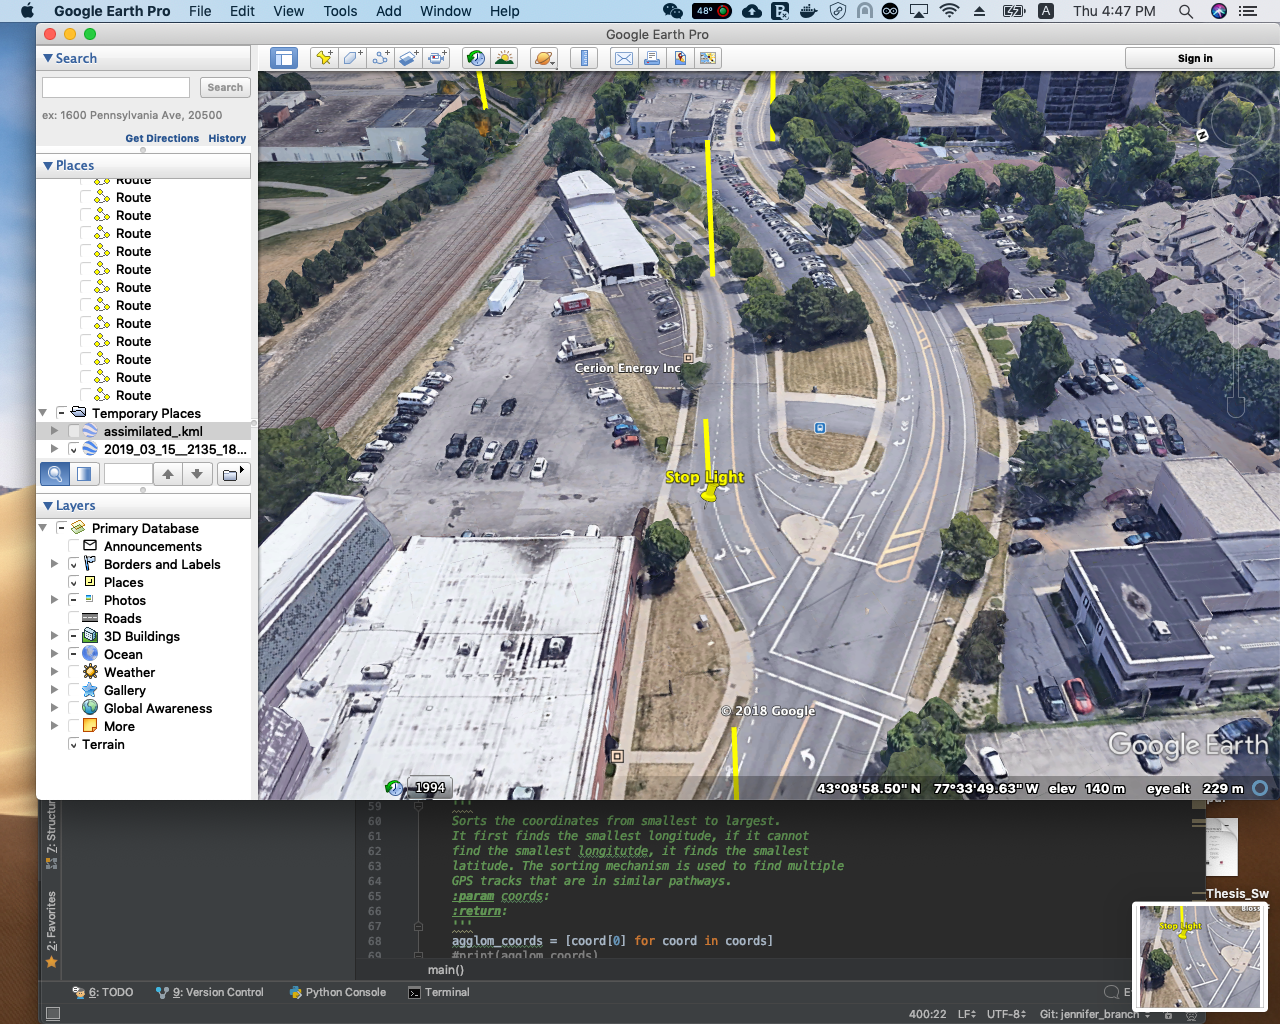 Google Earth Pro File Edit View Tools Add Window Help 48° A Thu 4:47 PM
Google Earth Pro
Search
Search
ex: 1600 Pennsylvania Ave, 20500
Get Directions History
Places
Route
Route
Route
Route
Route
Route
Route
Route
Route
Route
Route
Route
Route
Temporary Places
assimilated_.kml
2019_03_15__2135_18...
Layers
Primary Database
Announcements
Borders and Labels
Places
Photos
Roads
3D Buildings
Ocean
Weather
Gallery
Global Awareness
More
Terrain
Sign in
N
Cerion Energy Inc
Stop Light
© 2018 Google
Google Earth
1994
43°08'58.50" N 77°33'49.63" W elev 140 m eye alt 229 m
Z: Structure
2: Favorites
59 '''
60 Sorts the coordinates from smallest to largest.
61 It first finds the smallest longitude, if it cannot
62 find the smallest longitutde, it finds the smallest
63 latitude. The sorting mechanism is used to find multiple
64 GPS tracks that are in similar pathways.
65 :param coords:
66 :return:
67 '''
68 agglom_coords = [coord[0] for coord in coords]
69 #print(agglom_coords)
main()
6: TODO 9: Version Control Python Console Terminal
400:22 LF UTF-8 Git: jennifer_branch
Thesis_Sw
Stop Light